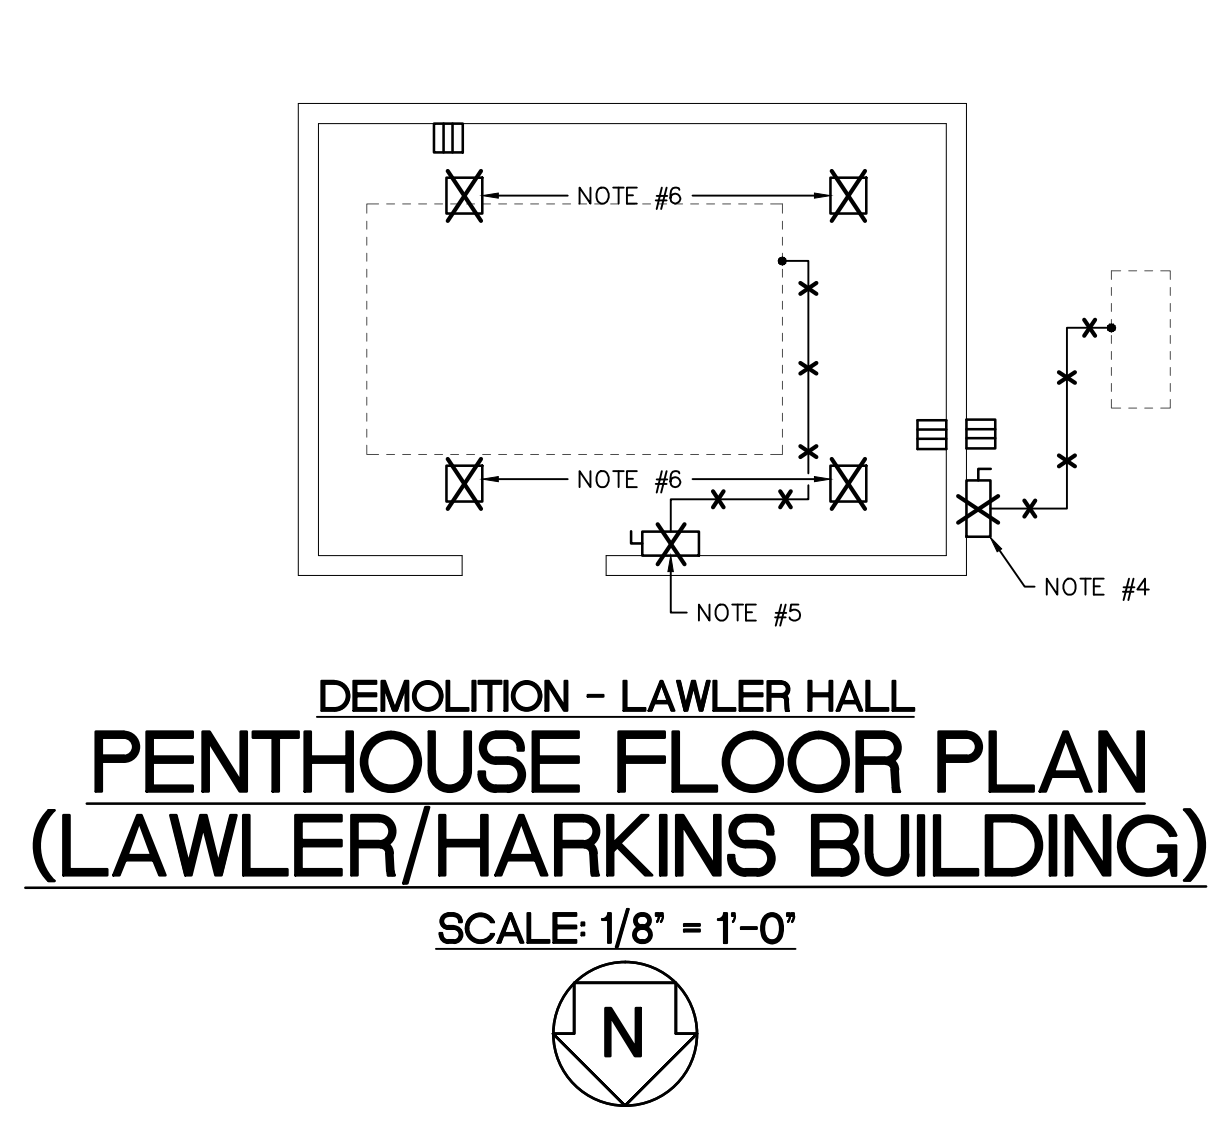 NOTE #6
NOTE #6
NOTE #4
NOTE #5
DEMOLITION - LAWLER HALL
PENTHOUSE FLOOR PLAN
(LAWLER/HARKINS BUILDING)
SCALE: 1/8" = 1'-0"
N